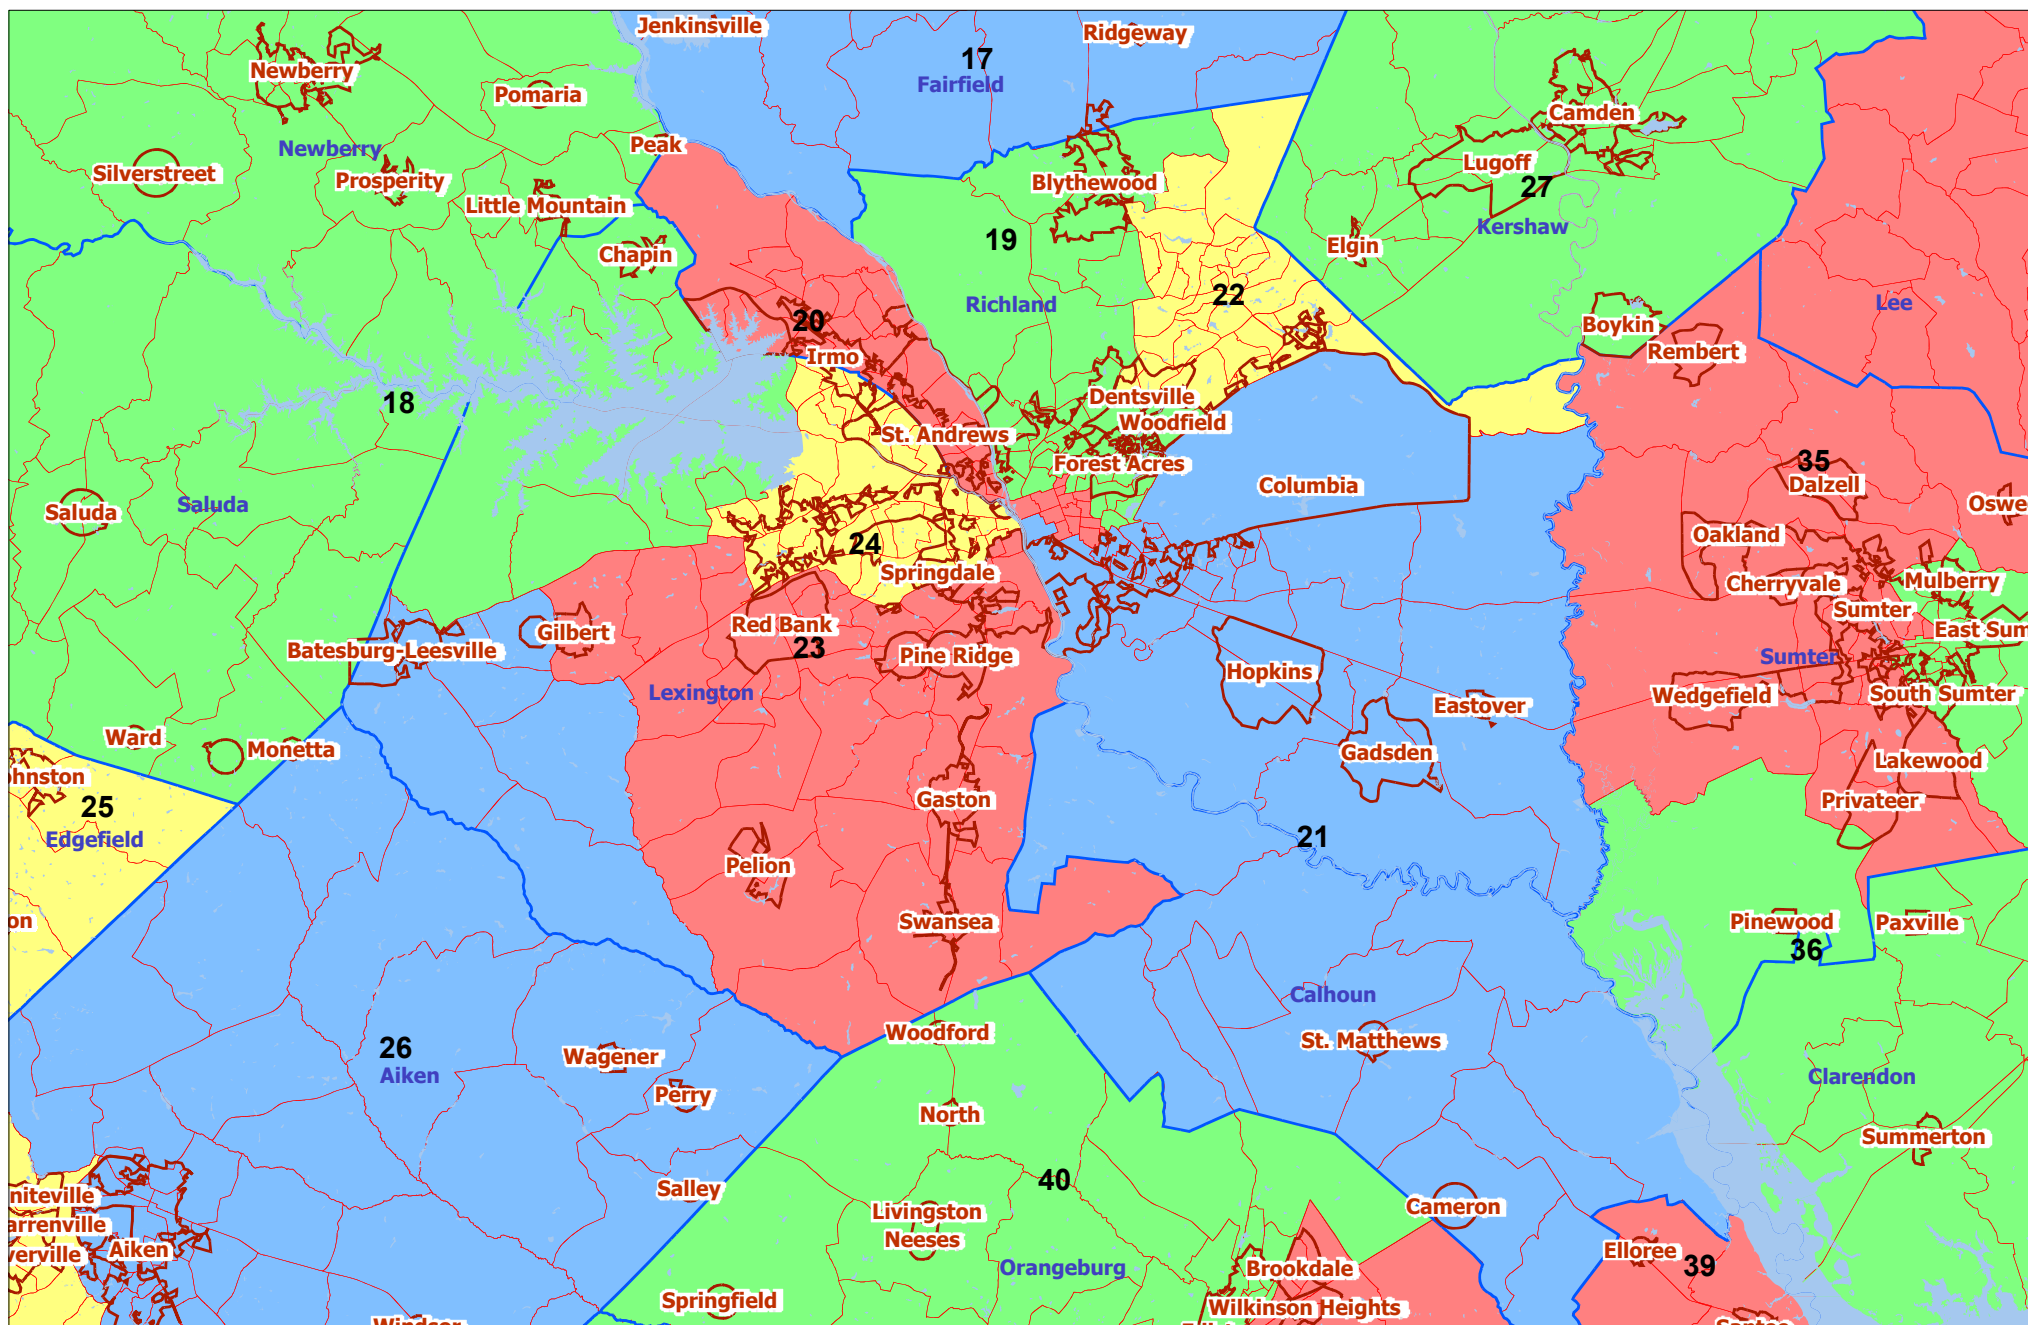 Jenkinsville
Ridgeway
17
Fairfield
Newberry
Pomaria
Camden
Peak
Newberry
Silverstreet
Prosperity
Little Mountain
Blythewood
Lugoff
27
Kershaw
Chapin
19
Elgin
Richland
22
Lee
20
Irmo
Boykin
Rembert
18
Dentsville
Woodfield
St. Andrews
Forest Acres
Columbia
35
Dalzell
Saluda
Saluda
Oswe
24
Oakland
Springdale
Cherryvale
Mulberry
Sumter
Red Bank
Gilbert
East Sum
Batesburg-Leesville
23
Pine Ridge
Hopkins
Sumter
Lexington
Wedgefield
South Sumter
Eastover
Ward
Monetta
Gadsden
Lakewood
ohnston
25
Edgefield
Gaston
Privateer
21
Pelion
on
Swansea
Pinewood
Paxville
36
Calhoun
Woodford
St. Matthews
26
Aiken
Wagener
Clarendon
Perry
North
Summerton
40
Salley
niteville
Livingston
Cameron
arrenville
Neeses
Aiken
verville
Elloree
39
Orangeburg
Brookdale
Springfield
Wilkinson Heights
Windsor
Santee